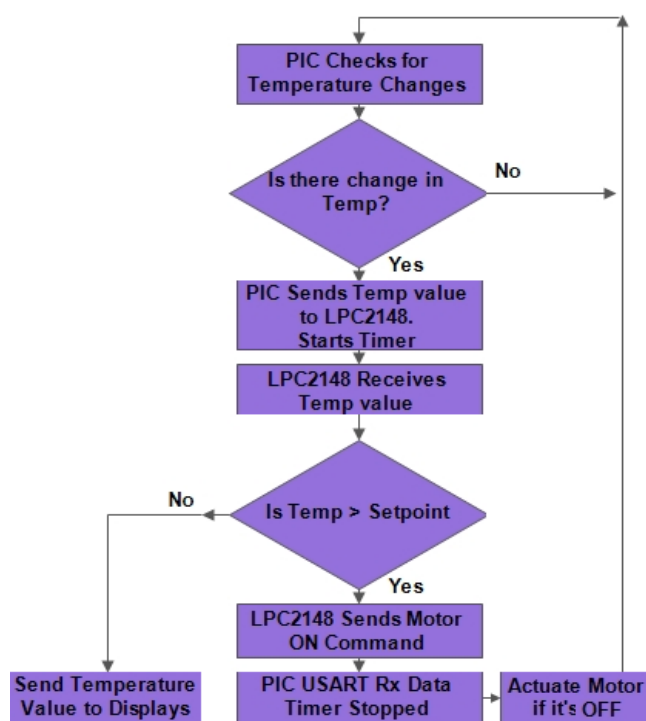 PIC Checks for
Temperature Changes
Is there change in
Temp?
No
Yes
PIC Sends Temp value
to LPC2148.
Starts Timer
LPC2148 Receives
Temp value
No
Is Temp > Setpoint
Yes
LPC2148 Sends Motor
ON Command
Send Temperature
Value to Displays
PIC USART Rx Data
Timer Stopped
Actuate Motor
if it's OFF